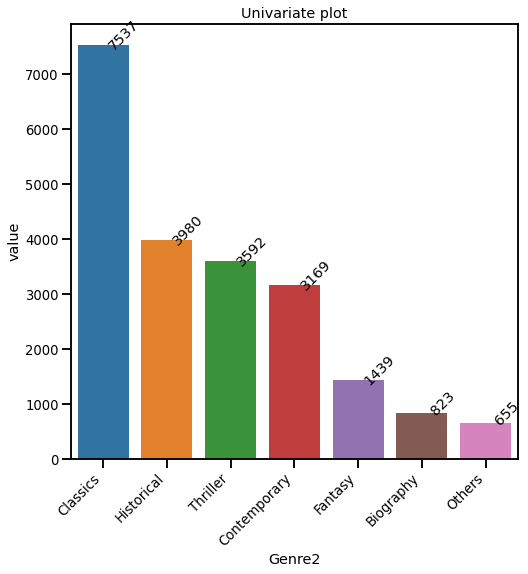 Univariate plot
7537
7000
6000
5000
4000
3000
2000
1000
0
value
3980
3592
3169
1439
823
655
Classics
Historical
Thriller
Contemporary
Fantasy
Biography
Others
Genre2